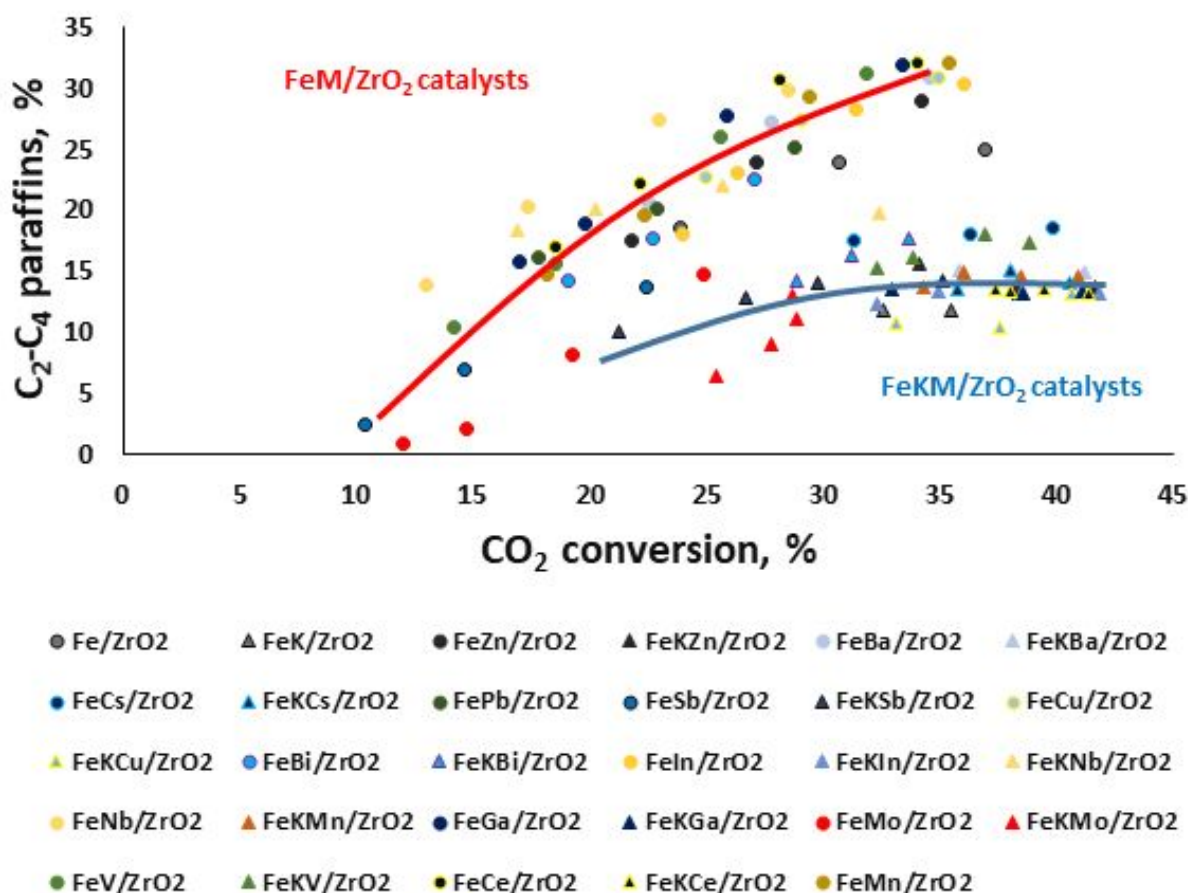 35
30
25
20
15
10
5
0
C₂-C₄ paraffins, %
FeM/ZrO₂ catalysts
FeKM/ZrO₂ catalysts
0 5 10 15 20 25 30 35 40 45
CO₂ conversion, %
Fe/ZrO2 FeK/ZrO2 FeZn/ZrO2 FeKZn/ZrO2 FeBa/ZrO2 FeKBa/ZrO2
FeCs/ZrO2 FeKCs/ZrO2 FePb/ZrO2 FeSb/ZrO2 FeKSb/ZrO2 FeCu/ZrO2
FeKCu/ZrO2 FeBi/ZrO2 FeKBi/ZrO2 FeIn/ZrO2 FeKIn/ZrO2 FeKNb/ZrO2
FeNb/ZrO2 FeKMn/ZrO2 FeGa/ZrO2 FeKGa/ZrO2 FeMo/ZrO2 FeKMo/ZrO2
FeV/ZrO2 FeKV/ZrO2 FeCe/ZrO2 FeKCe/ZrO2 FeMn/ZrO2